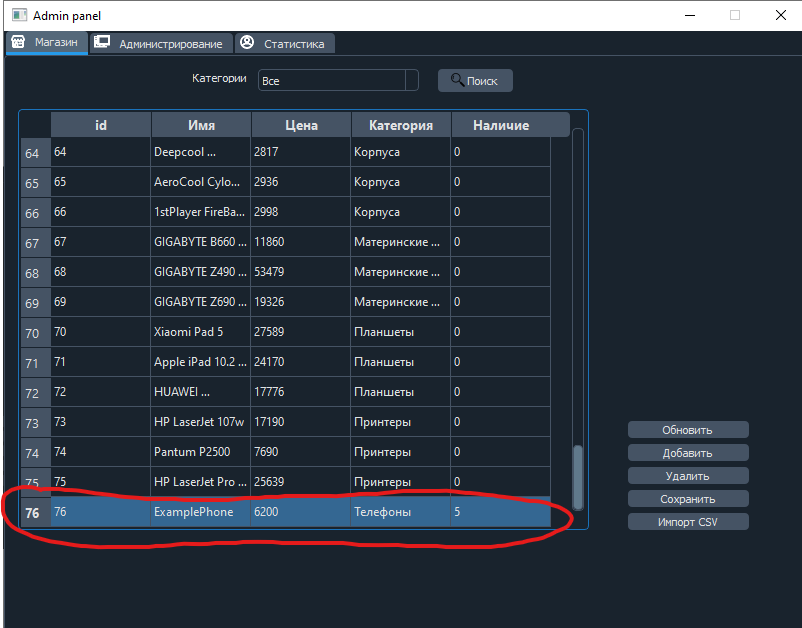 Admin panel
Магазин Администрирование Статистика
Категории Все Поиск
id Имя Цена Категория Наличие
64 64 Deepcool ... 2817 Корпуса 0
65 65 AeroCool Cylo... 2936 Корпуса 0
66 66 1stPlayer FireBa... 2998 Корпуса 0
67 67 GIGABYTE B660 ... 11860 Материнские ... 0
68 68 GIGABYTE Z490 ... 53479 Материнские ... 0
69 69 GIGABYTE Z690 ... 19326 Материнские ... 0
70 70 Xiaomi Pad 5 27589 Планшеты 0
71 71 Apple iPad 10.2 ... 24170 Планшеты 0
72 72 HUAWEI ... 17776 Планшеты 0
73 73 HP LaserJet 107w 17190 Принтеры 0
74 74 Pantum P2500 7690 Принтеры 0
75 75 HP LaserJet Pro ... 25639 Принтеры 0
76 76 ExamplePhone 6200 Телефоны 5
Обновить
Добавить
Удалить
Сохранить
Импорт CSV